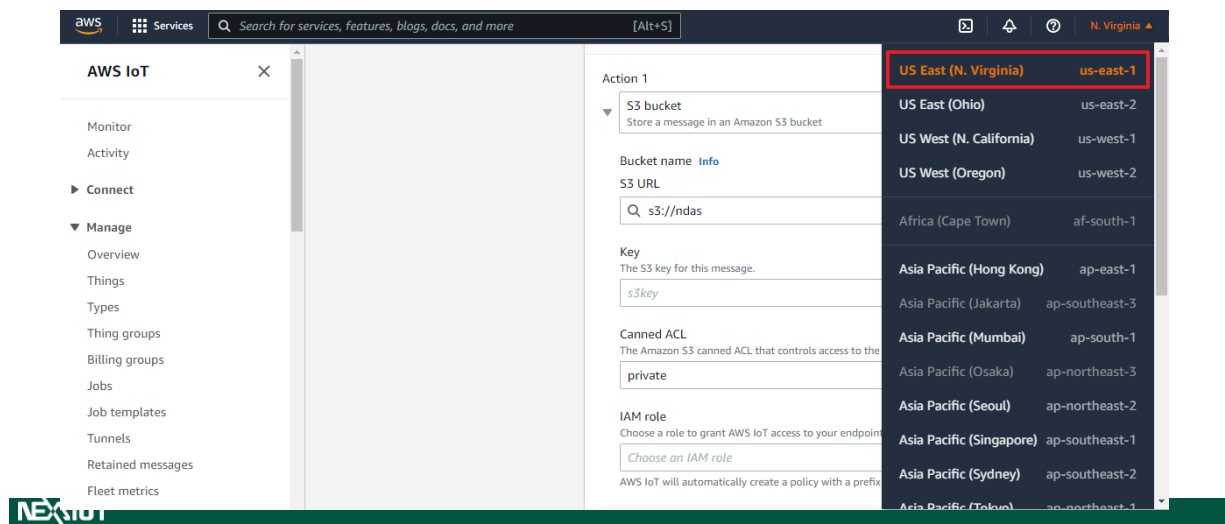 aws
Services
Search for services, features, blogs, docs, and more
[Alt+S]
N. Virginia
AWS IoT
Monitor
Activity
Connect
Manage
Overview
Things
Types
Thing groups
Billing groups
Jobs
Job templates
Tunnels
Retained messages
Fleet metrics
Action 1
S3 bucket
Store a message in an Amazon S3 bucket
Bucket name Info
S3 URL
s3://ndas
Key
The S3 key for this message.
s3key
Canned ACL
The Amazon S3 canned ACL that controls access to the
private
IAM role
Choose a role to grant AWS IoT access to your endpoint
Choose an IAM role
AWS IoT will automatically create a policy with a prefix
US East (N. Virginia) us-east-1
US East (Ohio) us-east-2
US West (N. California) us-west-1
US West (Oregon) us-west-2
Africa (Cape Town) af-south-1
Asia Pacific (Hong Kong) ap-east-1
Asia Pacific (Jakarta) ap-southeast-3
Asia Pacific (Mumbai) ap-south-1
Asia Pacific (Osaka) ap-northeast-3
Asia Pacific (Seoul) ap-northeast-2
Asia Pacific (Singapore) ap-southeast-1
Asia Pacific (Sydney) ap-southeast-2
Asia Pacific (Tokyo) ap-northeast-1